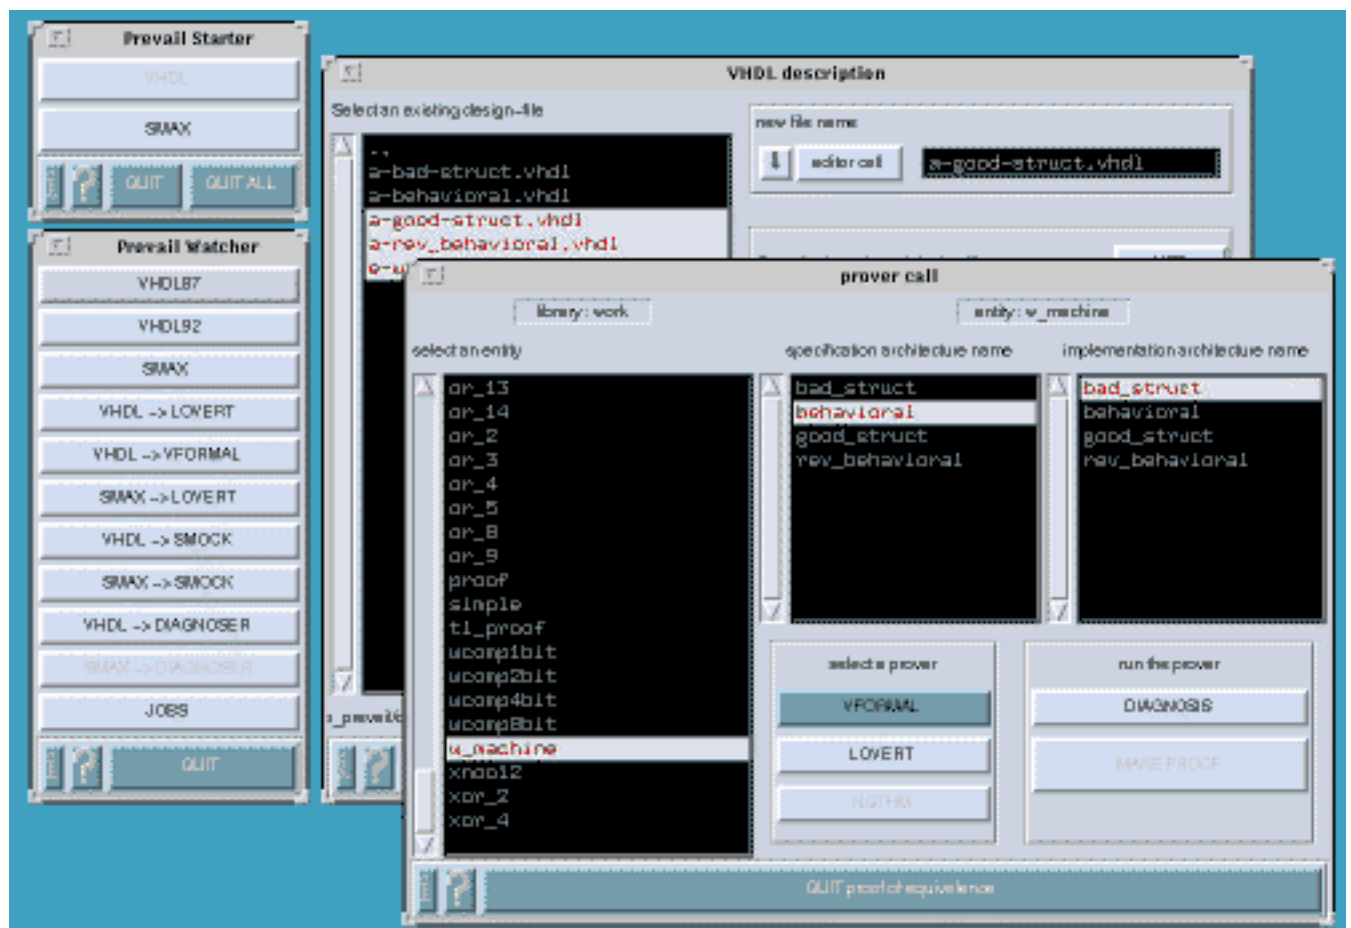 Prevail Starter
VHDL
SMAX
?
QUIT
QUIT ALL
Prevail Watcher
VHDL87
VHDL92
SMAX
VHDL -> LOVERT
VHDL -> VFORMAL
SMAX -> LOVERT
VHDL -> SMOCK
SMAX -> SMOCK
VHDL -> DIAGNOSER
SMAX -> DIAGNOSER
JOBS
?
QUIT
VHDL description
Select an existing design-file
..
a-bad-struct.vhdl
a-behavioral.vhdl
a-good-struct.vhdl
a-rev_behavioral.vhdl
new file name
editor call
a-good-struct.vhdl
?
prover call
library : work
entity : w_machine
select an entity
or_13
or_14
or_2
or_3
or_4
or_5
or_8
or_9
proof
simple
tl_proof
wcomp1bit
wcomp2bit
wcomp4bit
wcomp8bit
w_machine
xnao12
xor_2
xor_4
specification architecture name
bad_struct
behavioral
good_struct
rev_behavioral
implementation architecture name
bad_struct
behavioral
good_struct
rev_behavioral
select a prover
VFORMAL
LOVERT
NQTHM
run the prover
DIAGNOSIS
MAKE PROOF
?
QUIT proof of equivalence